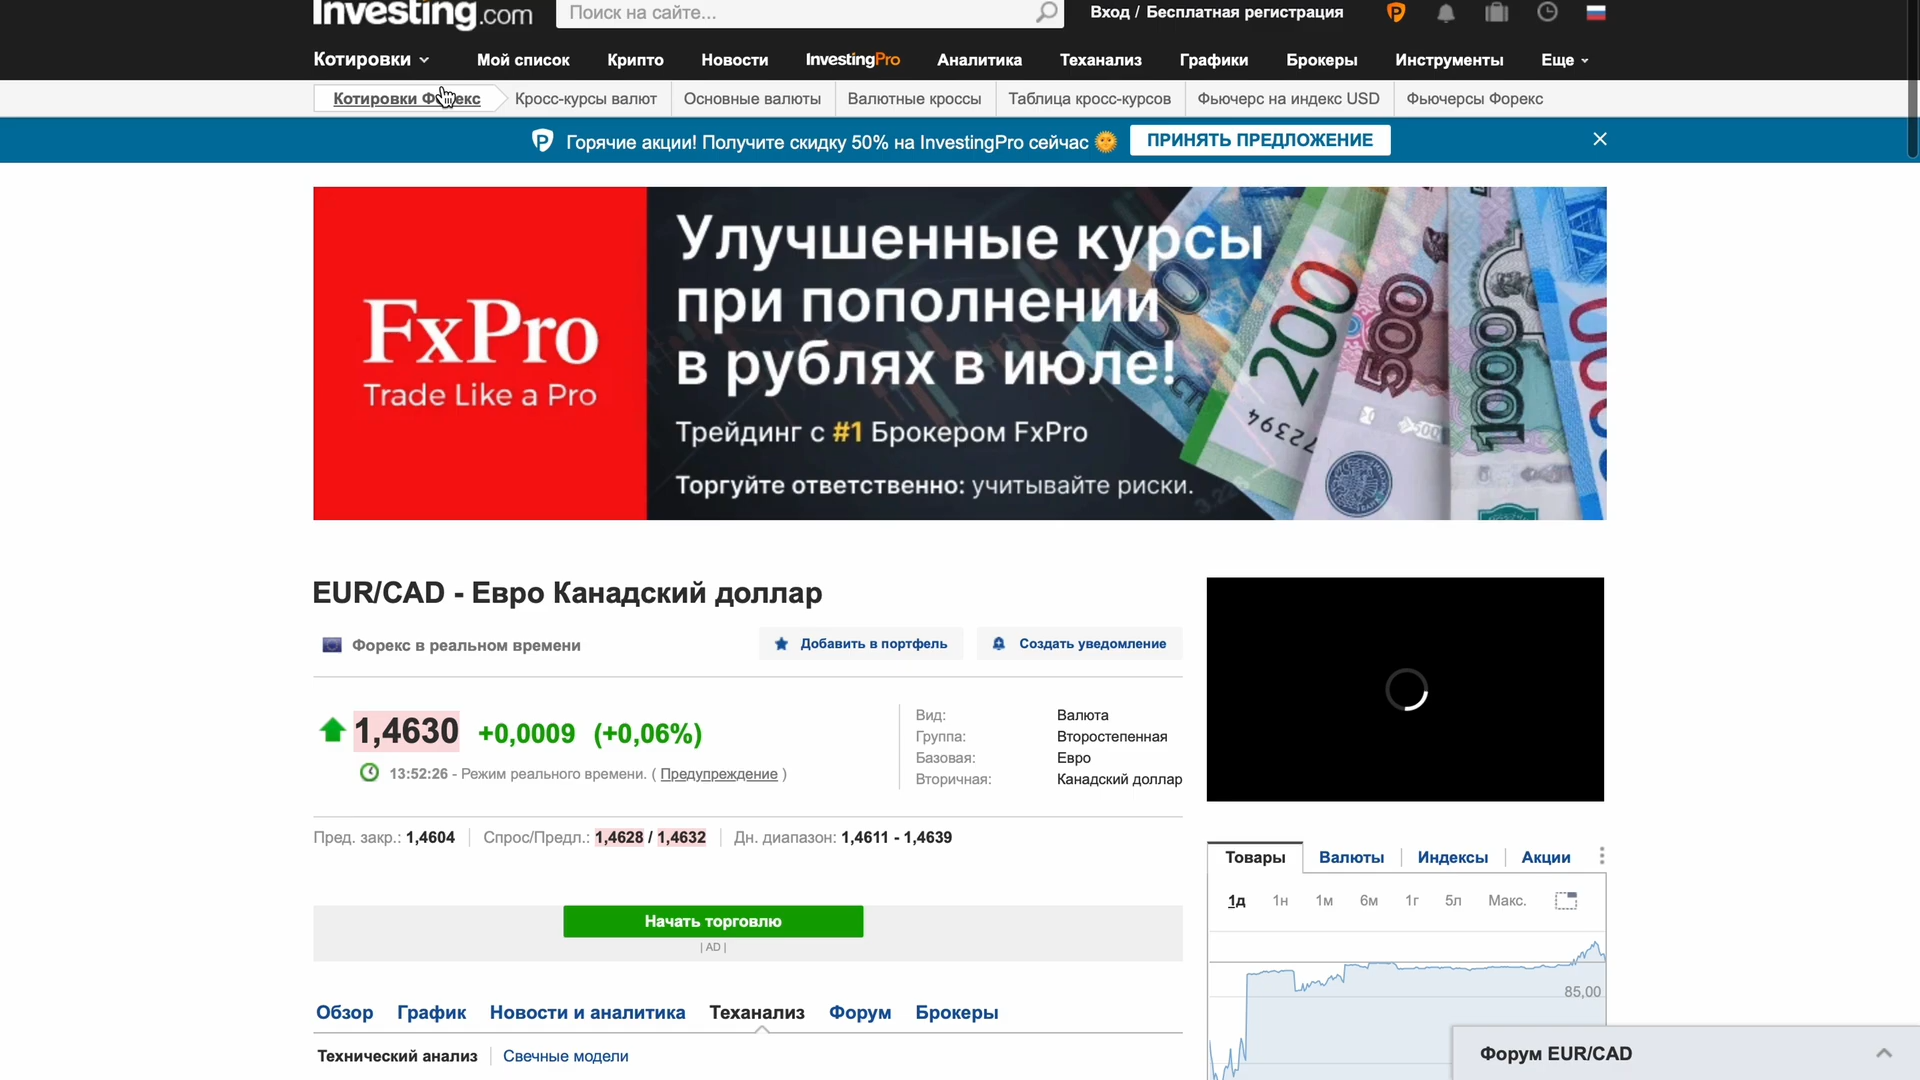 Investing.com
Поиск на сайте...
Вход / Бесплатная регистрация
Котировки
Мой список
Крипто
Новости
InvestingPro
Аналитика
Теханализ
Графики
Брокеры
Инструменты
Еще
Котировки Форекс
Кросс-курсы валют
Основные валюты
Валютные кроссы
Таблица кросс-курсов
Фьючерс на индекс USD
Фьючерсы Форекс
Горячие акции! Получите скидку 50% на InvestingPro сейчас
ПРИНЯТЬ ПРЕДЛОЖЕНИЕ
FxPro
Trade Like a Pro
Улучшенные курсы
при пополнении
в рублях в июле!
Трейдинг с #1 Брокером FxPro
Торгуйте ответственно: учитывайте риски.
100
200
500
1000
EUR/CAD - Евро Канадский доллар
Форекс в реальном времени
Добавить в портфель
Создать уведомление
1,4630 +0,0009 (+0,06%)
13:52:26 - Режим реального времени. ( Предупреждение )
Вид: Валюта
Группа: Второстепенная
Базовая: Евро
Вторичная: Канадский доллар
Пред. закр.: 1,4604
Спрос/Предл.: 1,4628 / 1,4632
Дн. диапазон: 1,4611 - 1,4639
Начать торговлю
| AD |
Обзор
График
Новости и аналитика
Теханализ
Форум
Брокеры
Технический анализ
Свечные модели
Товары
Валюты
Индексы
Акции
1д
1н
1м
6м
1г
5л
Макс.
85,00
Форум EUR/CAD